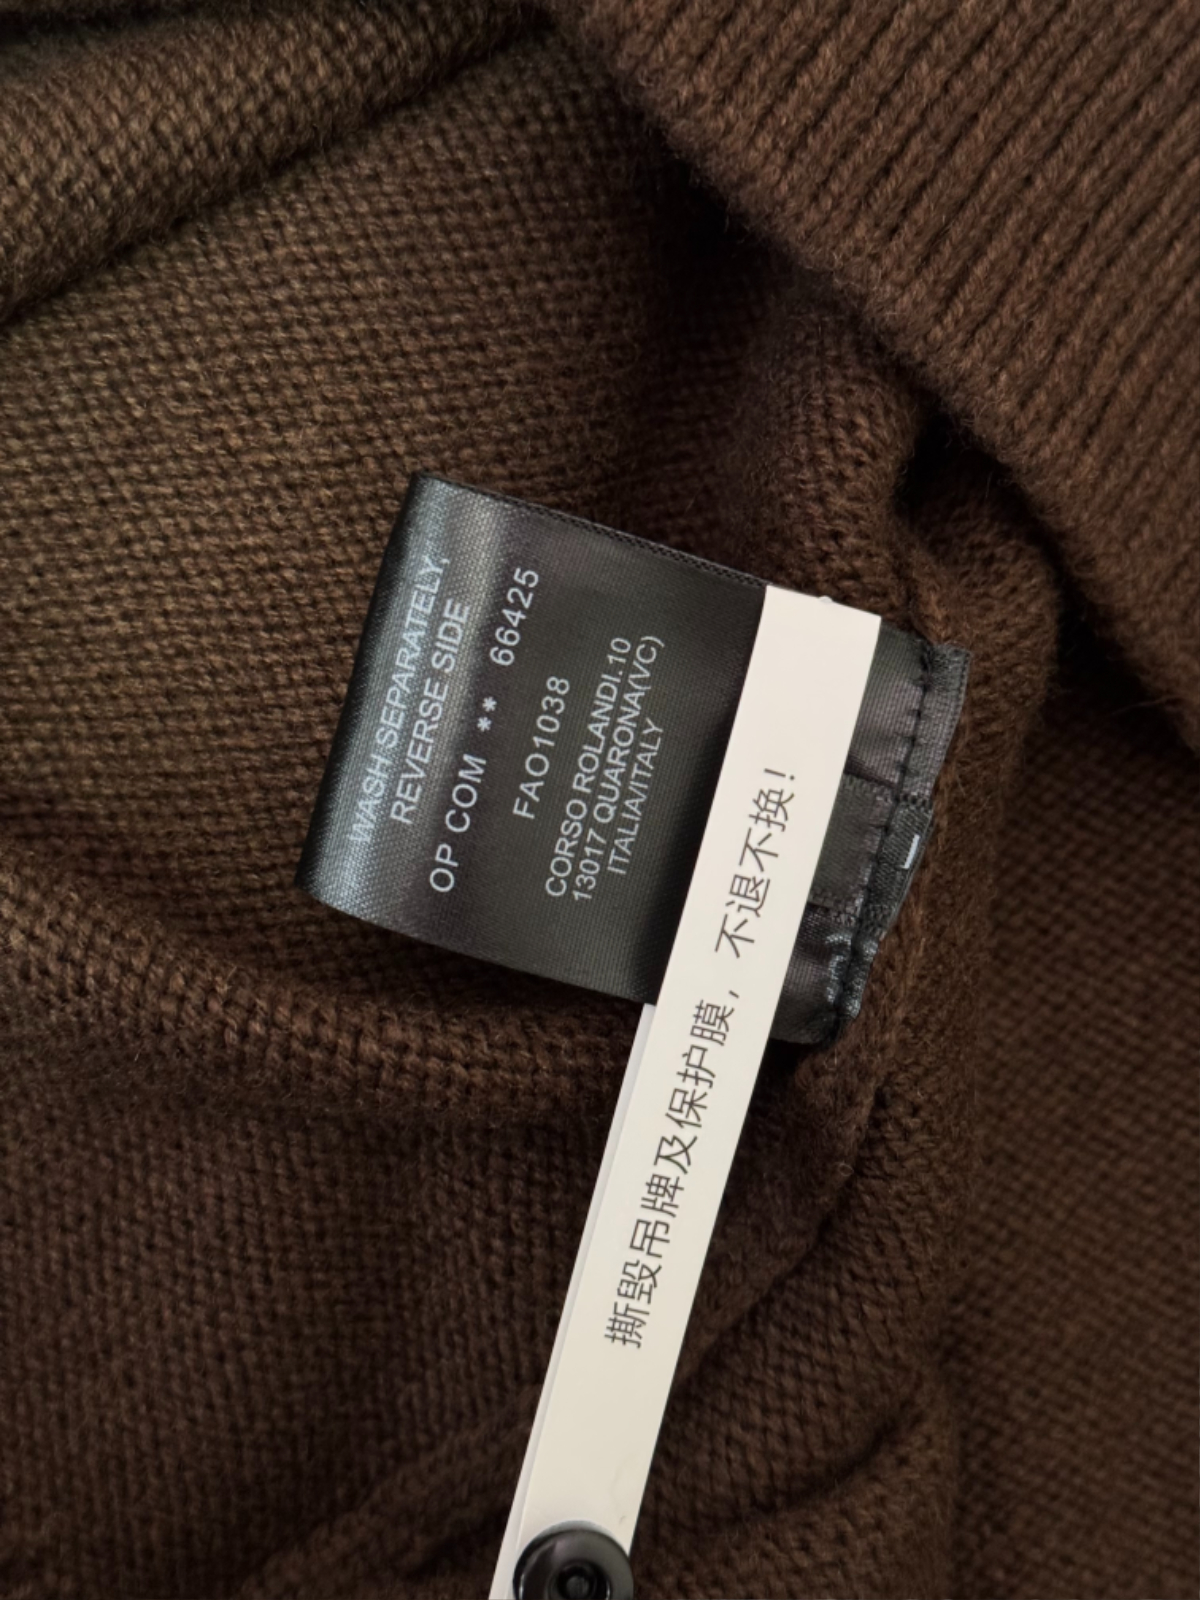 WASH SEPARATELY,
REVERSE SIDE
OP COM ** 66425
FAO1038
CORSO ROLANDI.10
13017 QUARONA(VC)
ITALIA/ITALY
撕毁吊牌及保护膜，不退不换！